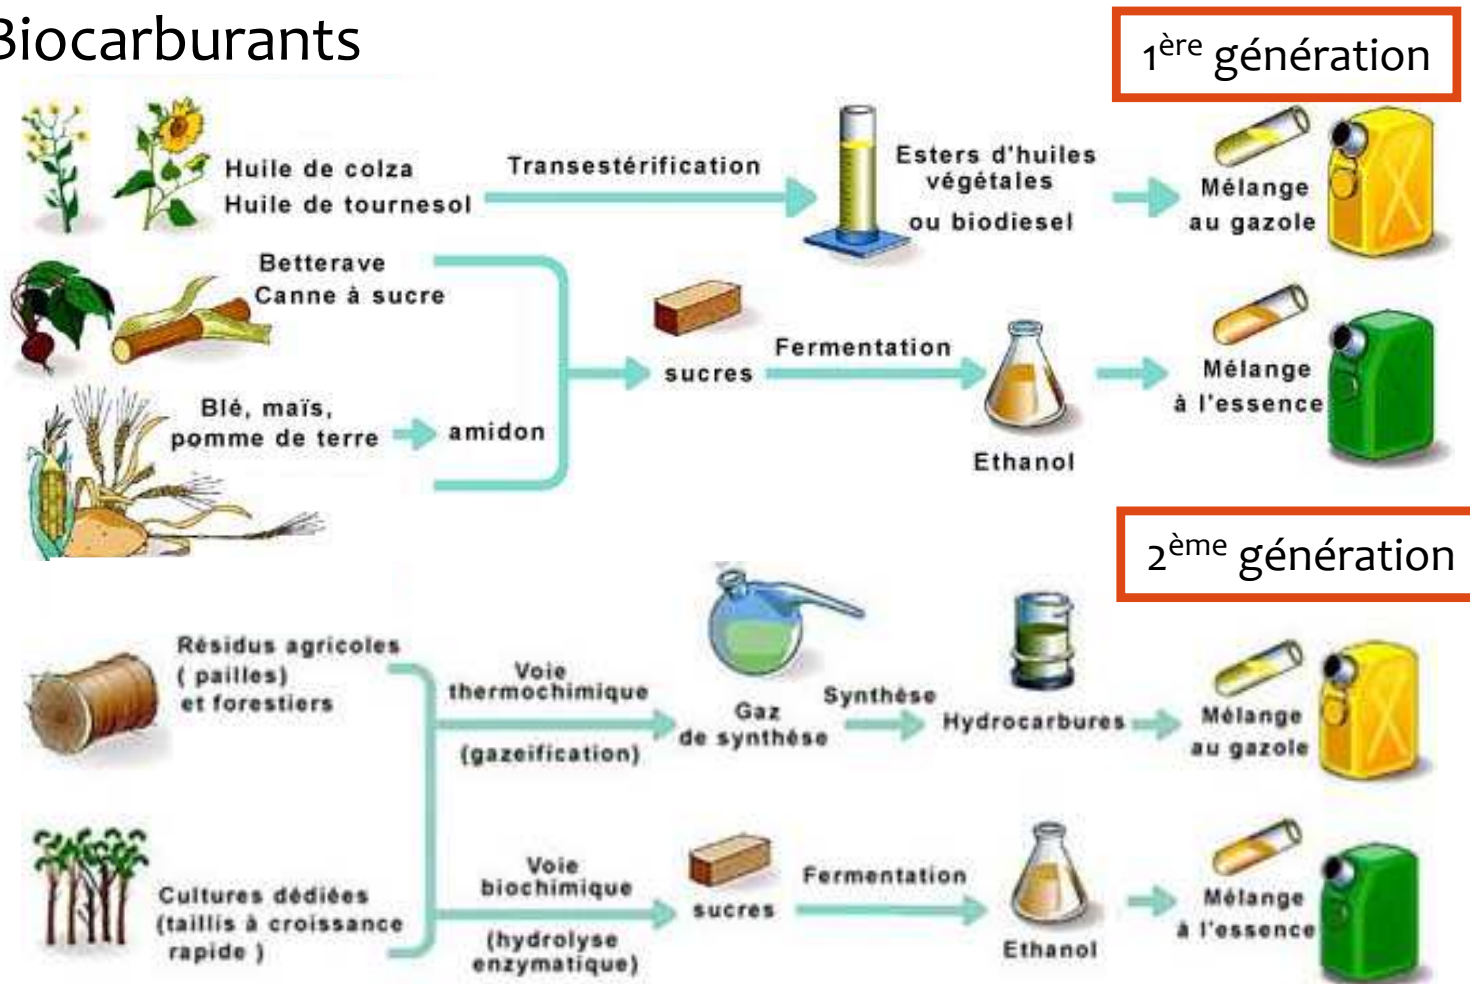 Biocarburants
1ère génération
Huile de colza
Huile de tournesol
Transestérification
Esters d'huiles
végétales
ou biodiesel
Mélange
au gazole
Betterave
Canne à sucre
Blé, maïs,
pomme de terre
amidon
sucres
Fermentation
Ethanol
Mélange
à l'essence
2ème génération
Résidus agricoles
( pailles)
et forestiers
Voie
thermochimique
(gazeification)
Gaz
de synthèse
Synthèse
Hydrocarbures
Mélange
au gazole
Cultures dédiées
(taillis à croissance
rapide )
Voie
biochimique
(hydrolyse
enzymatique)
sucres
Fermentation
Ethanol
Mélange
à l'essence